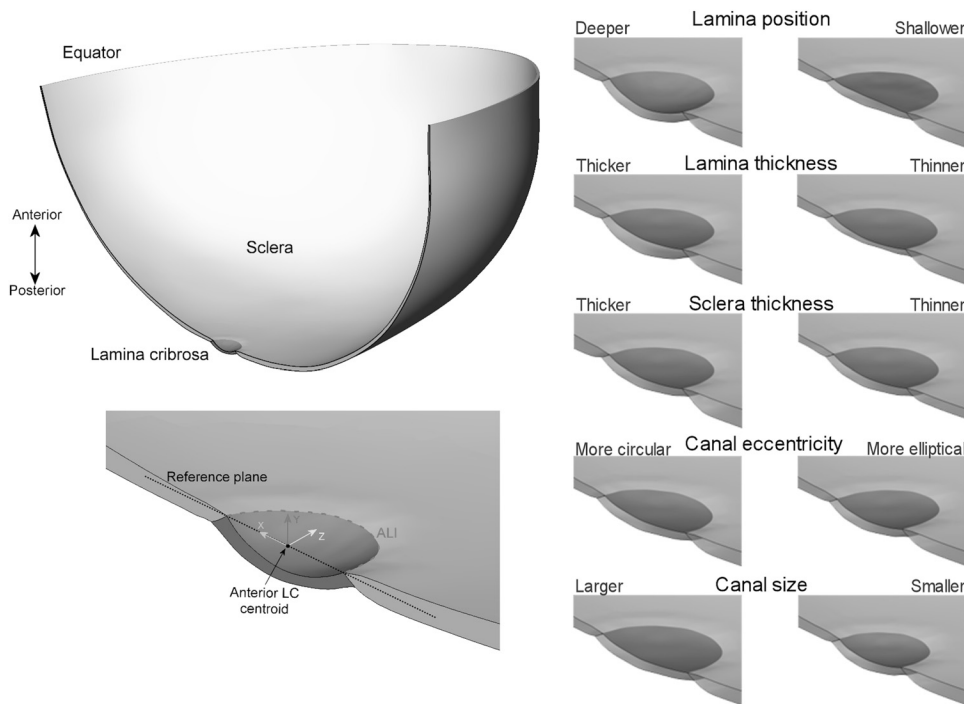 Equator
Anterior
Posterior
Sclera
Lamina cribrosa
Reference plane
X
Y
Z
ALI
Anterior LC
centroid
Lamina position
Deeper
Shallower
Lamina thickness
Thicker
Thinner
Sclera thickness
Thicker
Thinner
Canal eccentricity
More circular
More elliptical
Canal size
Larger
Smaller